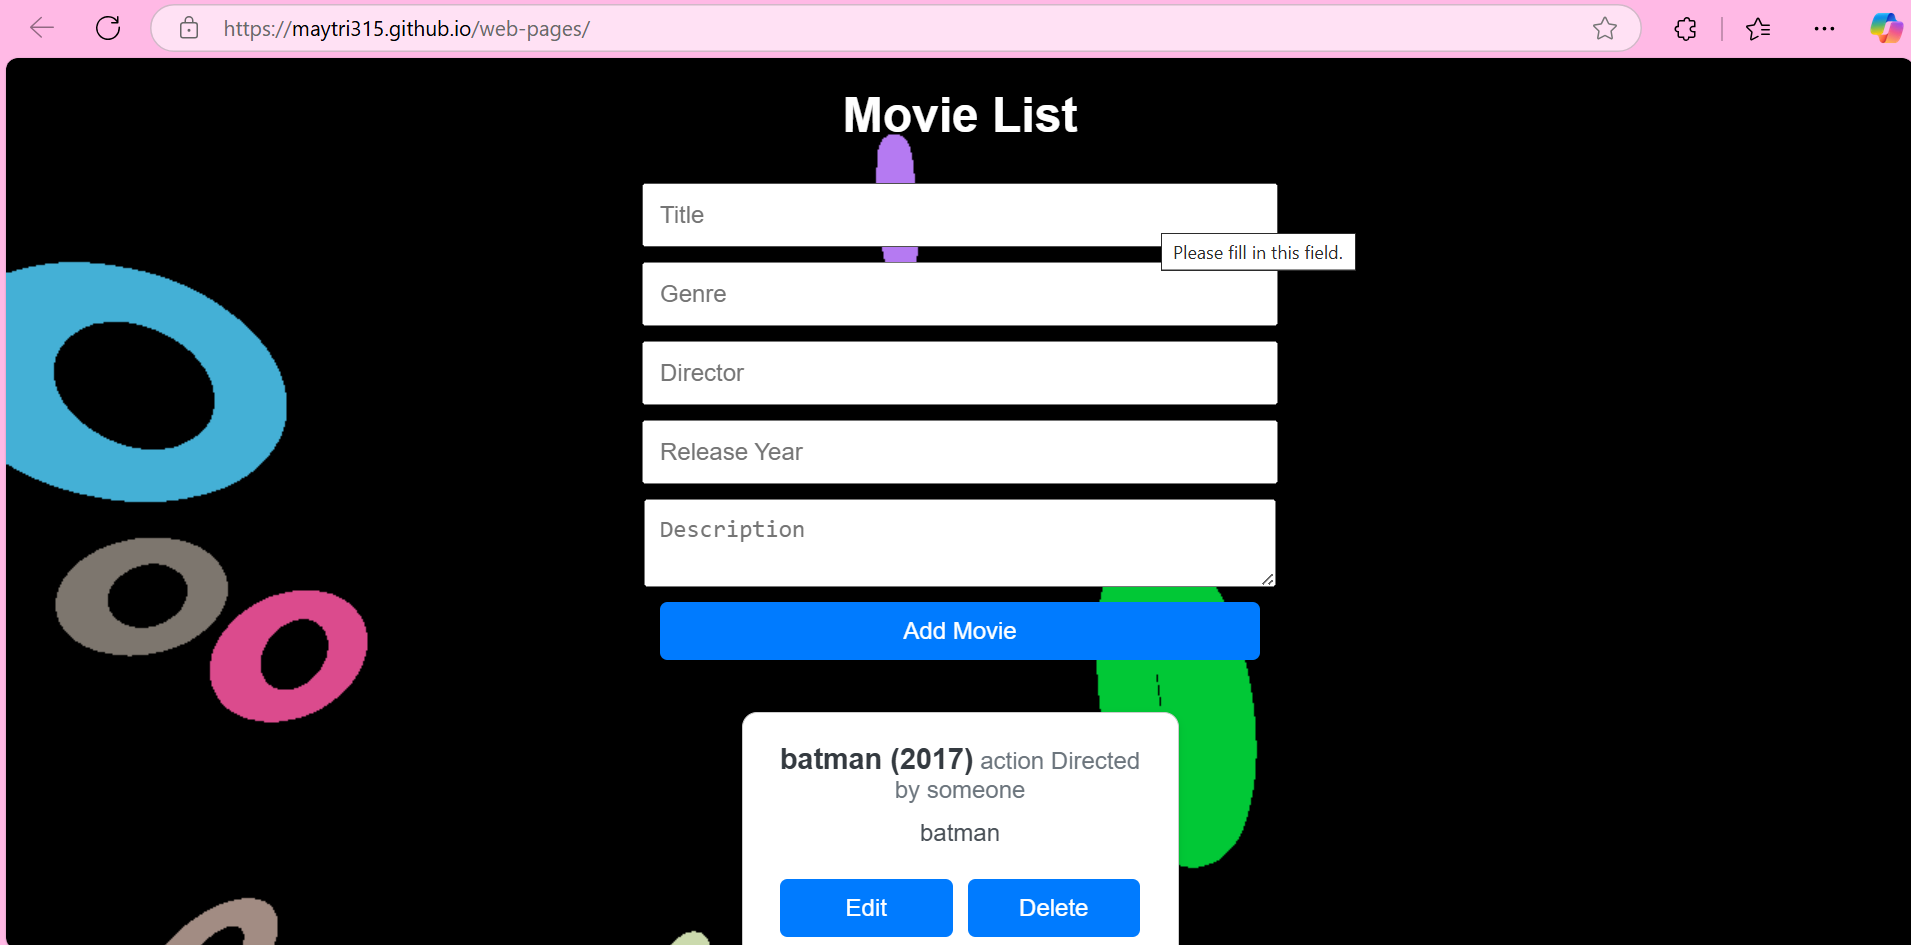 https://maytri315.github.io/web-pages/
Movie List
Title
Please fill in this field.
Genre
Director
Release Year
Description
Add Movie
batman (2017) action Directed
by someone
batman
Edit Delete